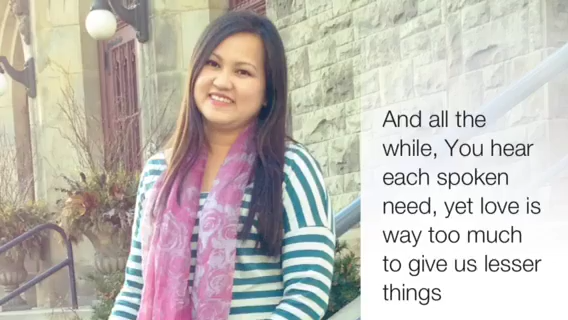 And all the
while, You hear
each spoken
need, yet love is
way too much
to give us lesser
things